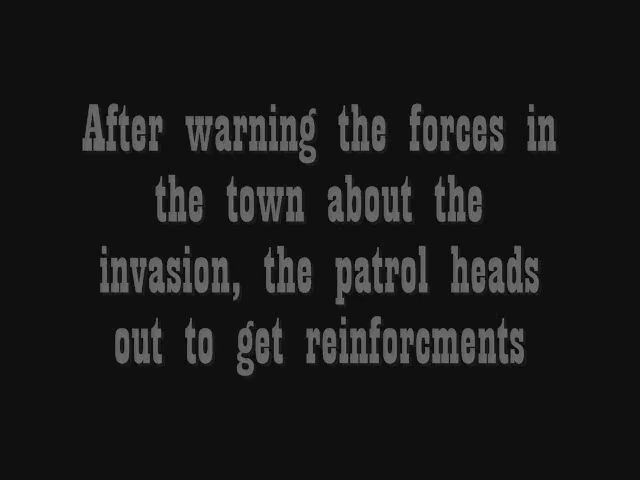 After warning the forces in
the town about the
invasion, the patrol heads
out to get reinforcments